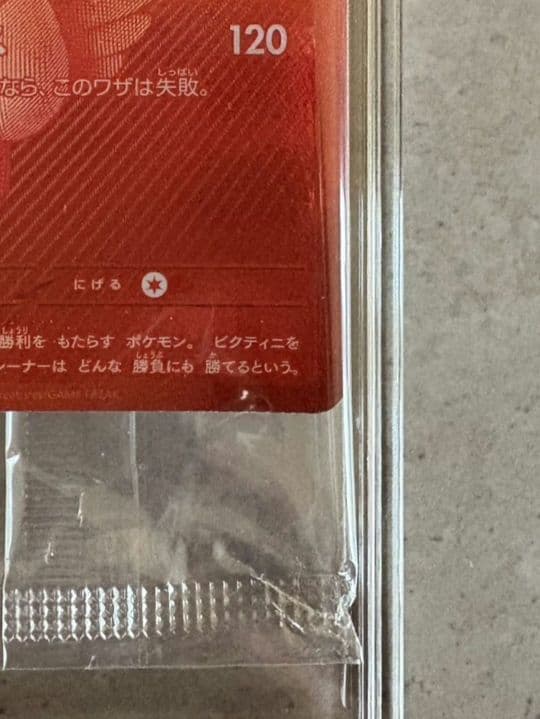 120
なら、このワザは失敗。
にげる
勝利を もたらす ポケモン。 ビクティニを
レーナーは どんな 勝負にも 勝てるという。